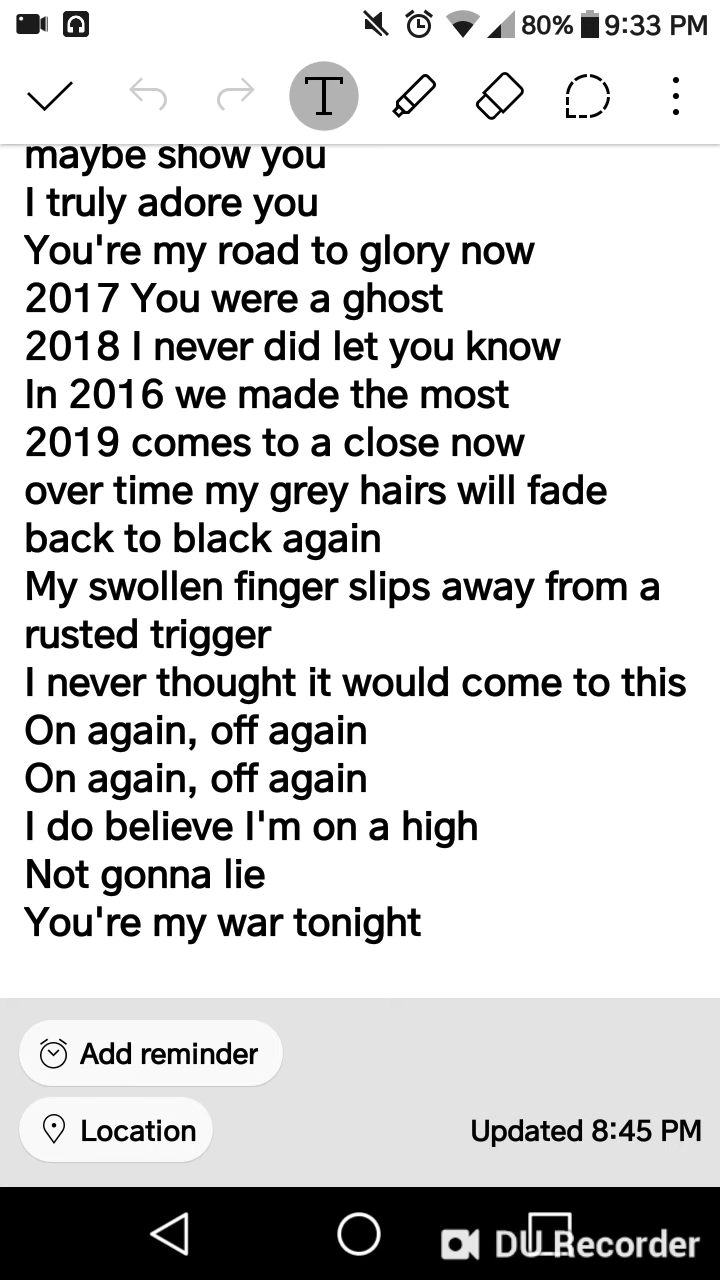 80% 9:33 PM
T
maybe show you
I truly adore you
You're my road to glory now
2017 You were a ghost
2018 I never did let you know
In 2016 we made the most
2019 comes to a close now
over time my grey hairs will fade
back to black again
My swollen finger slips away from a
rusted trigger
I never thought it would come to this
On again, off again
On again, off again
I do believe I'm on a high
Not gonna lie
You're my war tonight
Add reminder
Location
Updated 8:45 PM
DU Recorder